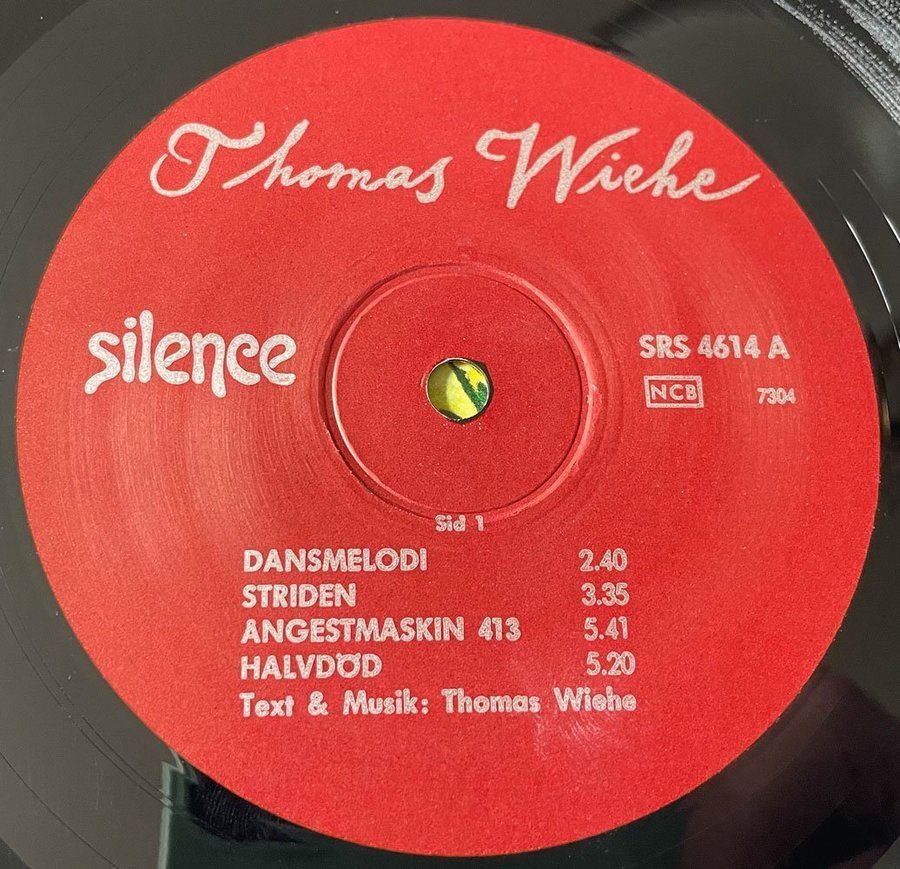 Thomas Wiehe
silence
SRS 4614 A
NCB 7304
Sid 1
DANSMELODI 2.40
STRIDEN 3.35
ÅNGESTMASKIN 413 5.41
HALVDÖD 5.20
Text & Musik: Thomas Wiehe